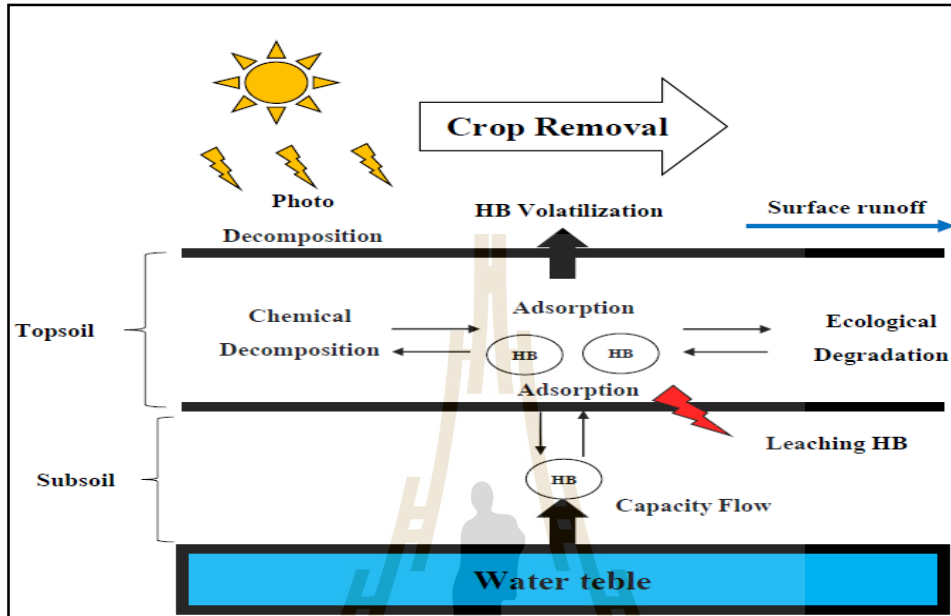 Crop Removal
Photo
Decomposition
HB Volatilization
Surface runoff
Topsoil
Chemical
Decomposition
Adsorption
HB
HB
Adsorption
Ecological
Degradation
Leaching HB
Subsoil
HB
Capacity Flow
Water teble